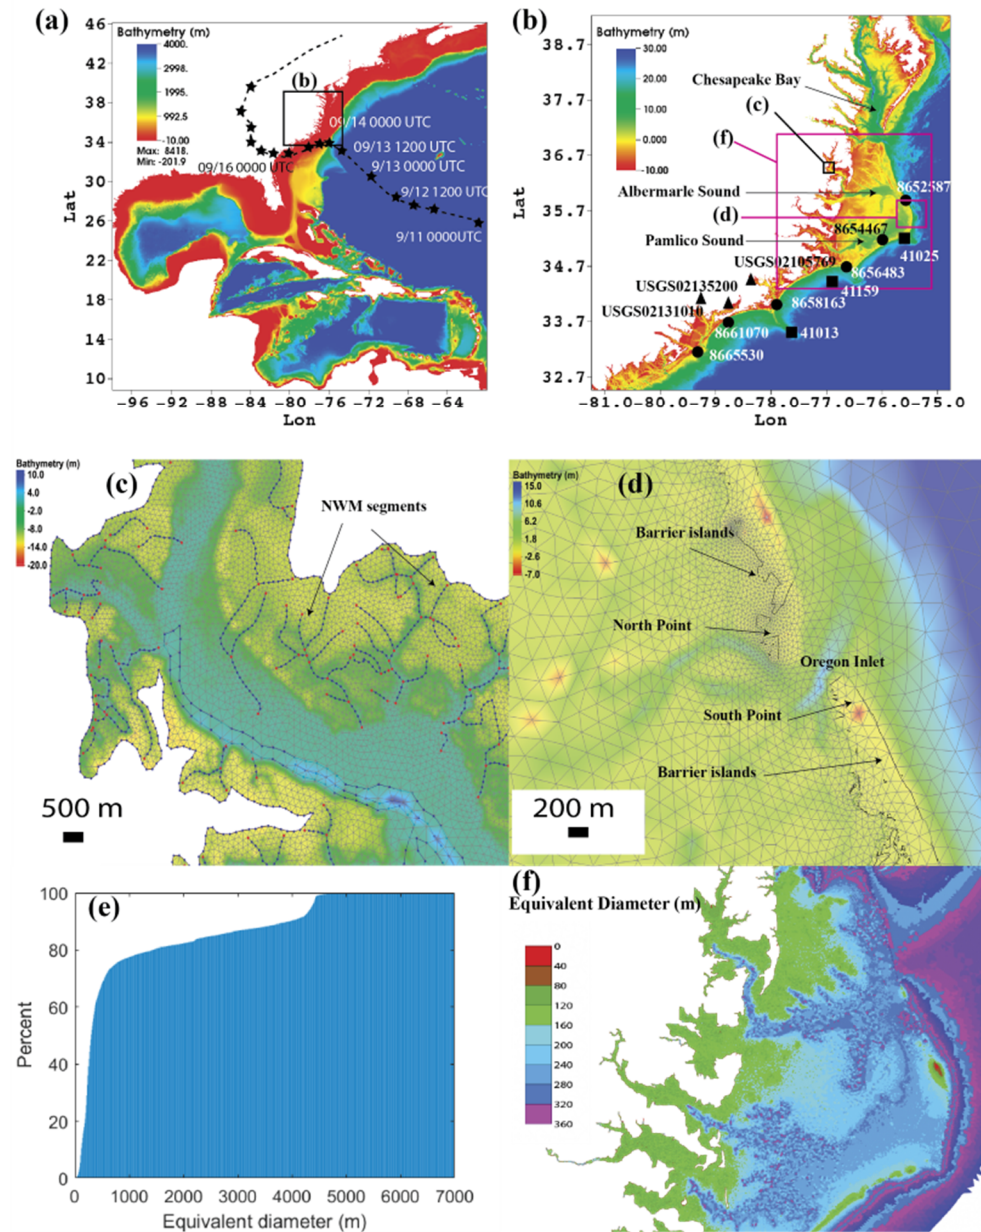 (a)
Bathymetry (m)
4000.
2998.
1995.
992.5
-10.00
Max: 8418.
Min: -201.9
(b)
09/14 0000 UTC
09/13 1200 UTC
9/13 0000 UTC
9/12 1200 UTC
9/11 0000UTC
09/16 0000 UTC
46
42
38
34
30
26
22
18
14
10
Lat
-96 -92 -88 -84 -80 -76 -72 -68 -64
Lon
(b)
Bathymetry (m)
30.00
20.00
10.00
0.000
-10.00
Chesapeake Bay
(c)
(f)
Albermarle Sound
8652587
(d)
8654467
Pamlico Sound
41025
USGS02105769
8656483
USGS02135200
41159
USGS02131010
8658163
8661070
41013
8665530
38.7
37.7
36.7
35.7
34.7
33.7
32.7
Lat
-81.0 -80.0 -79.0 -78.0 -77.0 -76.0 -75.0
Lon
Bathymetry (m)
10.0
4.0
-2.0
-8.0
-14.0
-20.0
(c)
NWM segments
500 m
Bathymetry (m)
15.0
10.6
6.2
1.8
-2.6
-7.0
(d)
Barrier islands
North Point
Oregon Inlet
South Point
Barrier islands
200 m
(e)
100
80
60
40
20
0
Percent
0 1000 2000 3000 4000 5000 6000 7000
Equivalent diameter (m)
(f)
Equivalent Diameter (m)
0
40
80
120
160
200
240
280
320
360